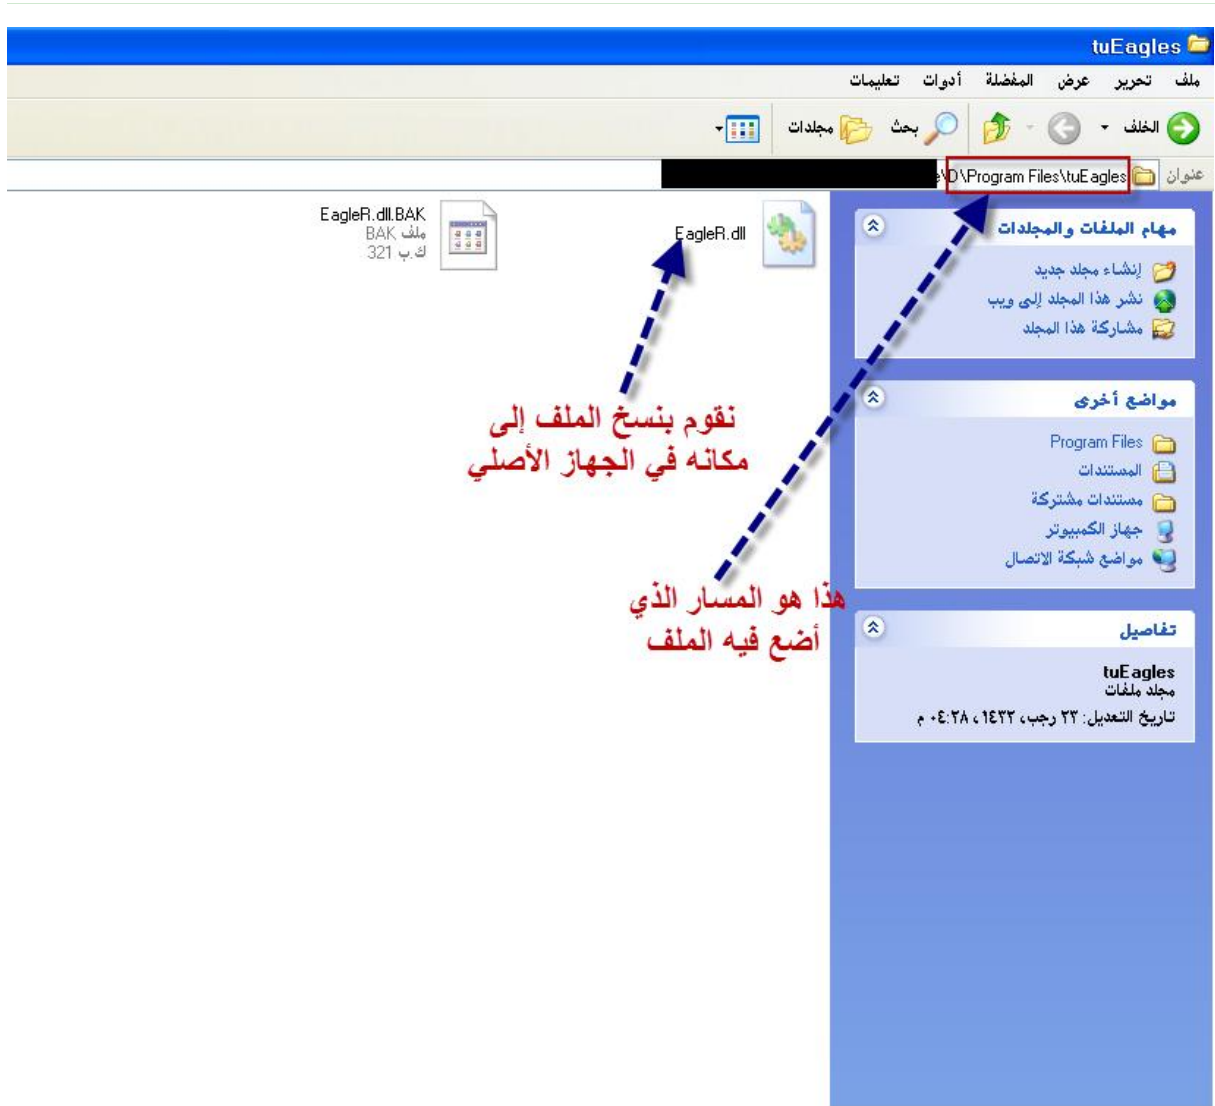 tuEagles
ملف تحرير عرض المفضلة أدوات تعليمات
الخلف بحث مجلدات
عنوان
e\D\Program Files\tuEagles
مهام الملفات والمجلدات
إنشاء مجلد جديد
نشر هذا المجلد إلى ويب
مشاركة هذا المجلد
مواضع أخرى
Program Files
المستندات
مستندات مشتركة
جهاز الكمبيوتر
مواضع شبكة الاتصال
تفاصيل
tuEagles
مجلد ملفات
تاريخ التعديل: ٢٣ رجب، ١٤٣٢، ٠٤:٢٨ م
EagleR.dll
EagleR.dll.BAK
ملف BAK
321 ك.ب
نقوم بنسخ الملف إلى
مكانه في الجهاز الأصلي
هذا هو المسار الذي
أضع فيه الملف